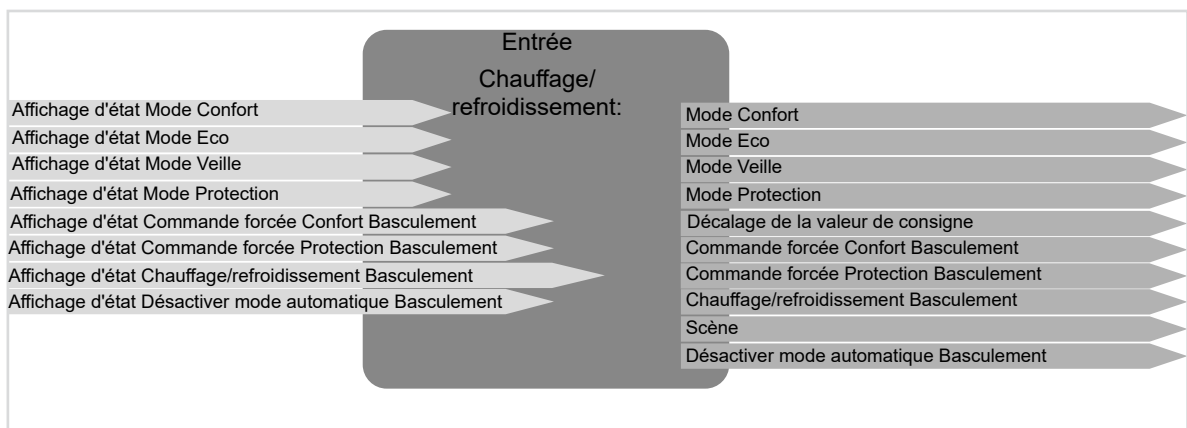 Entrée
Chauffage/
refroidissement:
Affichage d'état Mode Confort
Affichage d'état Mode Eco
Affichage d'état Mode Veille
Affichage d'état Mode Protection
Affichage d'état Commande forcée Confort Basculement
Affichage d'état Commande forcée Protection Basculement
Affichage d'état Chauffage/refroidissement Basculement
Affichage d'état Désactiver mode automatique Basculement
Mode Confort
Mode Eco
Mode Veille
Mode Protection
Décalage de la valeur de consigne
Commande forcée Confort Basculement
Commande forcée Protection Basculement
Chauffage/refroidissement Basculement
Scène
Désactiver mode automatique Basculement